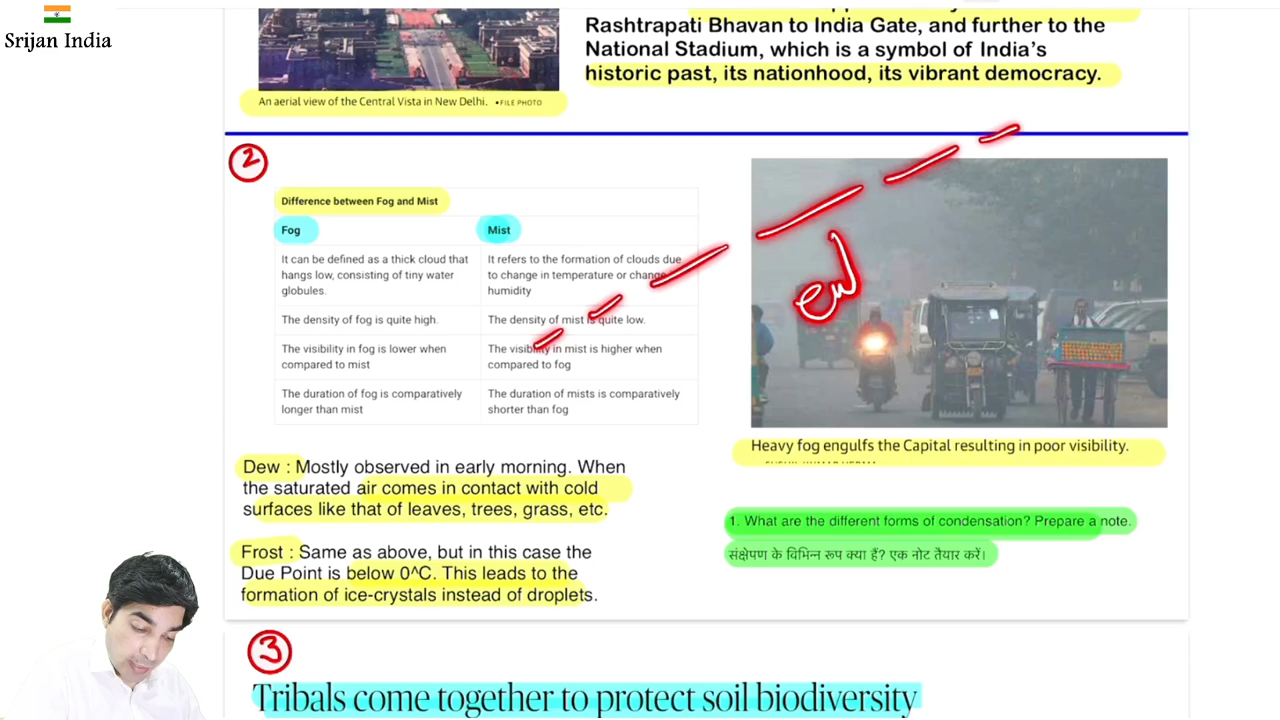 Srijan India
Rashtrapati Bhavan to India Gate, and further to the
National Stadium, which is a symbol of India's
historic past, its nationhood, its vibrant democracy.
An aerial view of the Central Vista in New Delhi. •FILE PHOTO
2
Difference between Fog and Mist
Fog
Mist
It can be defined as a thick cloud that
hangs low, consisting of tiny water
globules.
It refers to the formation of clouds due
to change in temperature or change
humidity
The density of fog is quite high.
The density of mist is quite low.
The visibility in fog is lower when
compared to mist
The visibility in mist is higher when
compared to fog
The duration of fog is comparatively
longer than mist
The duration of mists is comparatively
shorter than fog
Heavy fog engulfs the Capital resulting in poor visibility.
Dew : Mostly observed in early morning. When
the saturated air comes in contact with cold
surfaces like that of leaves, trees, grass, etc.
Frost : Same as above, but in this case the
Due Point is below 0^C. This leads to the
formation of ice-crystals instead of droplets.
1. What are the different forms of condensation? Prepare a note.
संक्षेपण के विभिन्न रूप क्या हैं? एक नोट तैयार करें।
3
Tribals come together to protect soil biodiversity